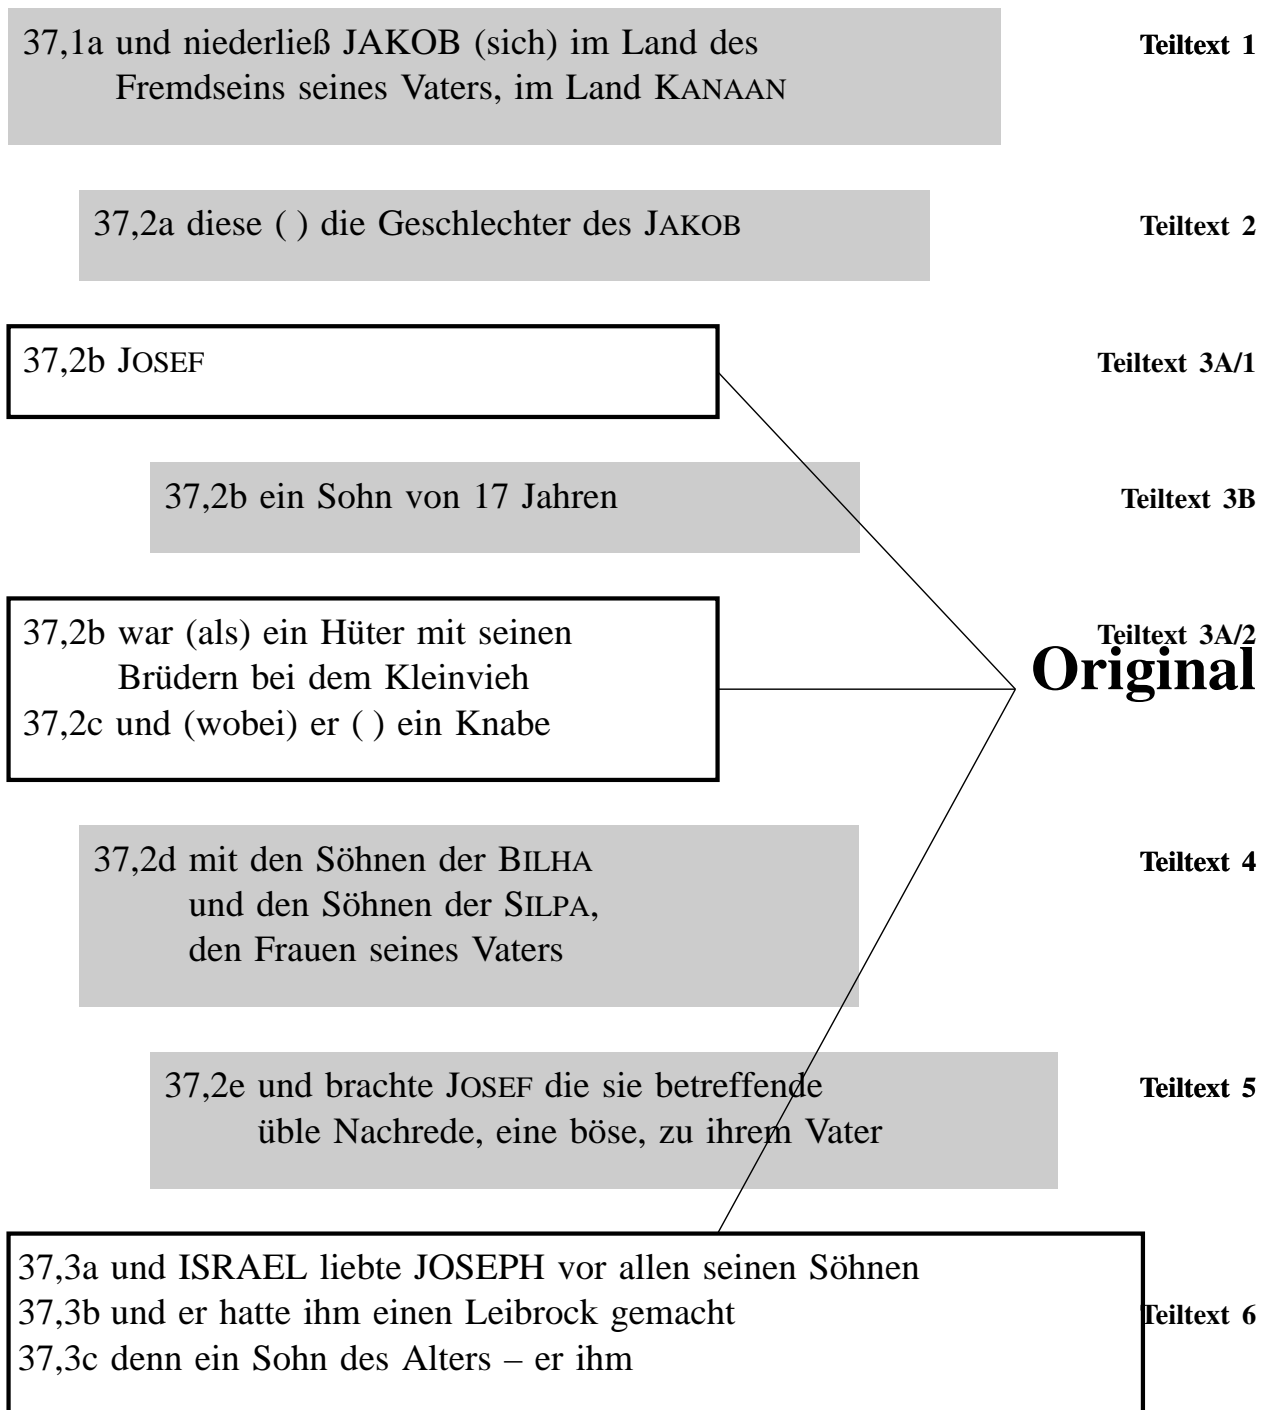 37,1a und niederließ JAKOB (sich) im Land des Teiltext 1
Fremdseins seines Vaters, im Land KANAAN
37,2a diese ( ) die Geschlechter des JAKOB Teiltext 2
37,2b JOSEF Teiltext 3A/1
37,2b ein Sohn von 17 Jahren Teiltext 3B
37,2b war (als) ein Hüter mit seinen Teiltext 3A/2
Brüdern bei dem Kleinvieh Original
37,2c und (wobei) er ( ) ein Knabe
37,2d mit den Söhnen der BILHA Teiltext 4
und den Söhnen der SILPA,
den Frauen seines Vaters
37,2e und brachte JOSEF die sie betreffende Teiltext 5
üble Nachrede, eine böse, zu ihrem Vater
37,3a und ISRAEL liebte JOSEPH vor allen seinen Söhnen
37,3b und er hatte ihm einen Leibrock gemacht Teiltext 6
37,3c denn ein Sohn des Alters – er ihm